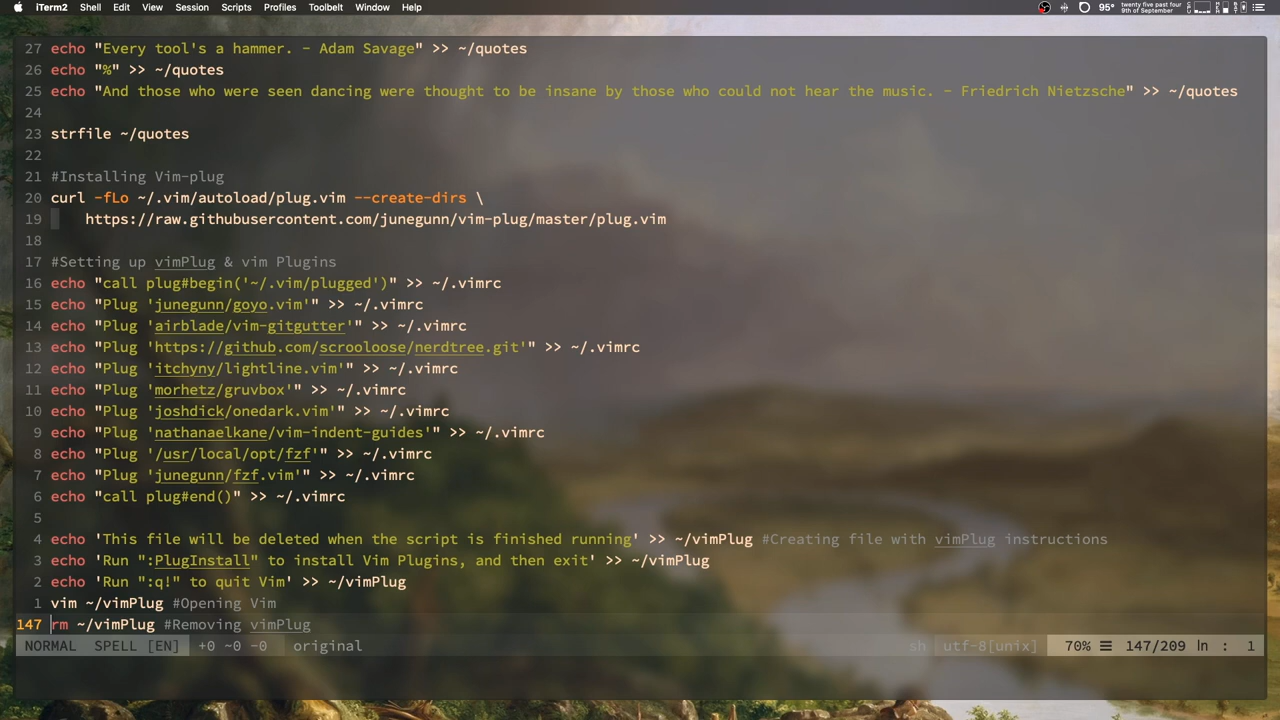 iTerm2 Shell Edit View Session Scripts Profiles Toolbelt Window Help 95° twenty five past four
9th of September
27 echo "Every tool's a hammer. - Adam Savage" >> ~/quotes
26 echo "%" >> ~/quotes
25 echo "And those who were seen dancing were thought to be insane by those who could not hear the music. - Friedrich Nietzsche" >> ~/quotes
24
23 strfile ~/quotes
22
21 #Installing Vim-plug
20 curl -fLo ~/.vim/autoload/plug.vim --create-dirs \
19     https://raw.githubusercontent.com/junegunn/vim-plug/master/plug.vim
18
17 #Setting up vimPlug & vim Plugins
16 echo "call plug#begin('~/.vim/plugged')" >> ~/.vimrc
15 echo "Plug 'junegunn/goyo.vim'" >> ~/.vimrc
14 echo "Plug 'airblade/vim-gitgutter'" >> ~/.vimrc
13 echo "Plug 'https://github.com/scrooloose/nerdtree.git'" >> ~/.vimrc
12 echo "Plug 'itchyny/lightline.vim'" >> ~/.vimrc
11 echo "Plug 'morhetz/gruvbox'" >> ~/.vimrc
10 echo "Plug 'joshdick/onedark.vim'" >> ~/.vimrc
9 echo "Plug 'nathanaelkane/vim-indent-guides'" >> ~/.vimrc
8 echo "Plug '/usr/local/opt/fzf'" >> ~/.vimrc
7 echo "Plug 'junegunn/fzf.vim'" >> ~/.vimrc
6 echo "call plug#end()" >> ~/.vimrc
5
4 echo 'This file will be deleted when the script is finished running' >> ~/vimPlug #Creating file with vimPlug instructions
3 echo 'Run ":PlugInstall" to install Vim Plugins, and then exit' >> ~/vimPlug
2 echo 'Run ":q!" to quit Vim' >> ~/vimPlug
1 vim ~/vimPlug #Opening Vim
147 rm ~/vimPlug #Removing vimPlug
NORMAL SPELL [EN] +0 ~0 -0 original sh utf-8[unix] 70% ☰ 147/209 ln : 1